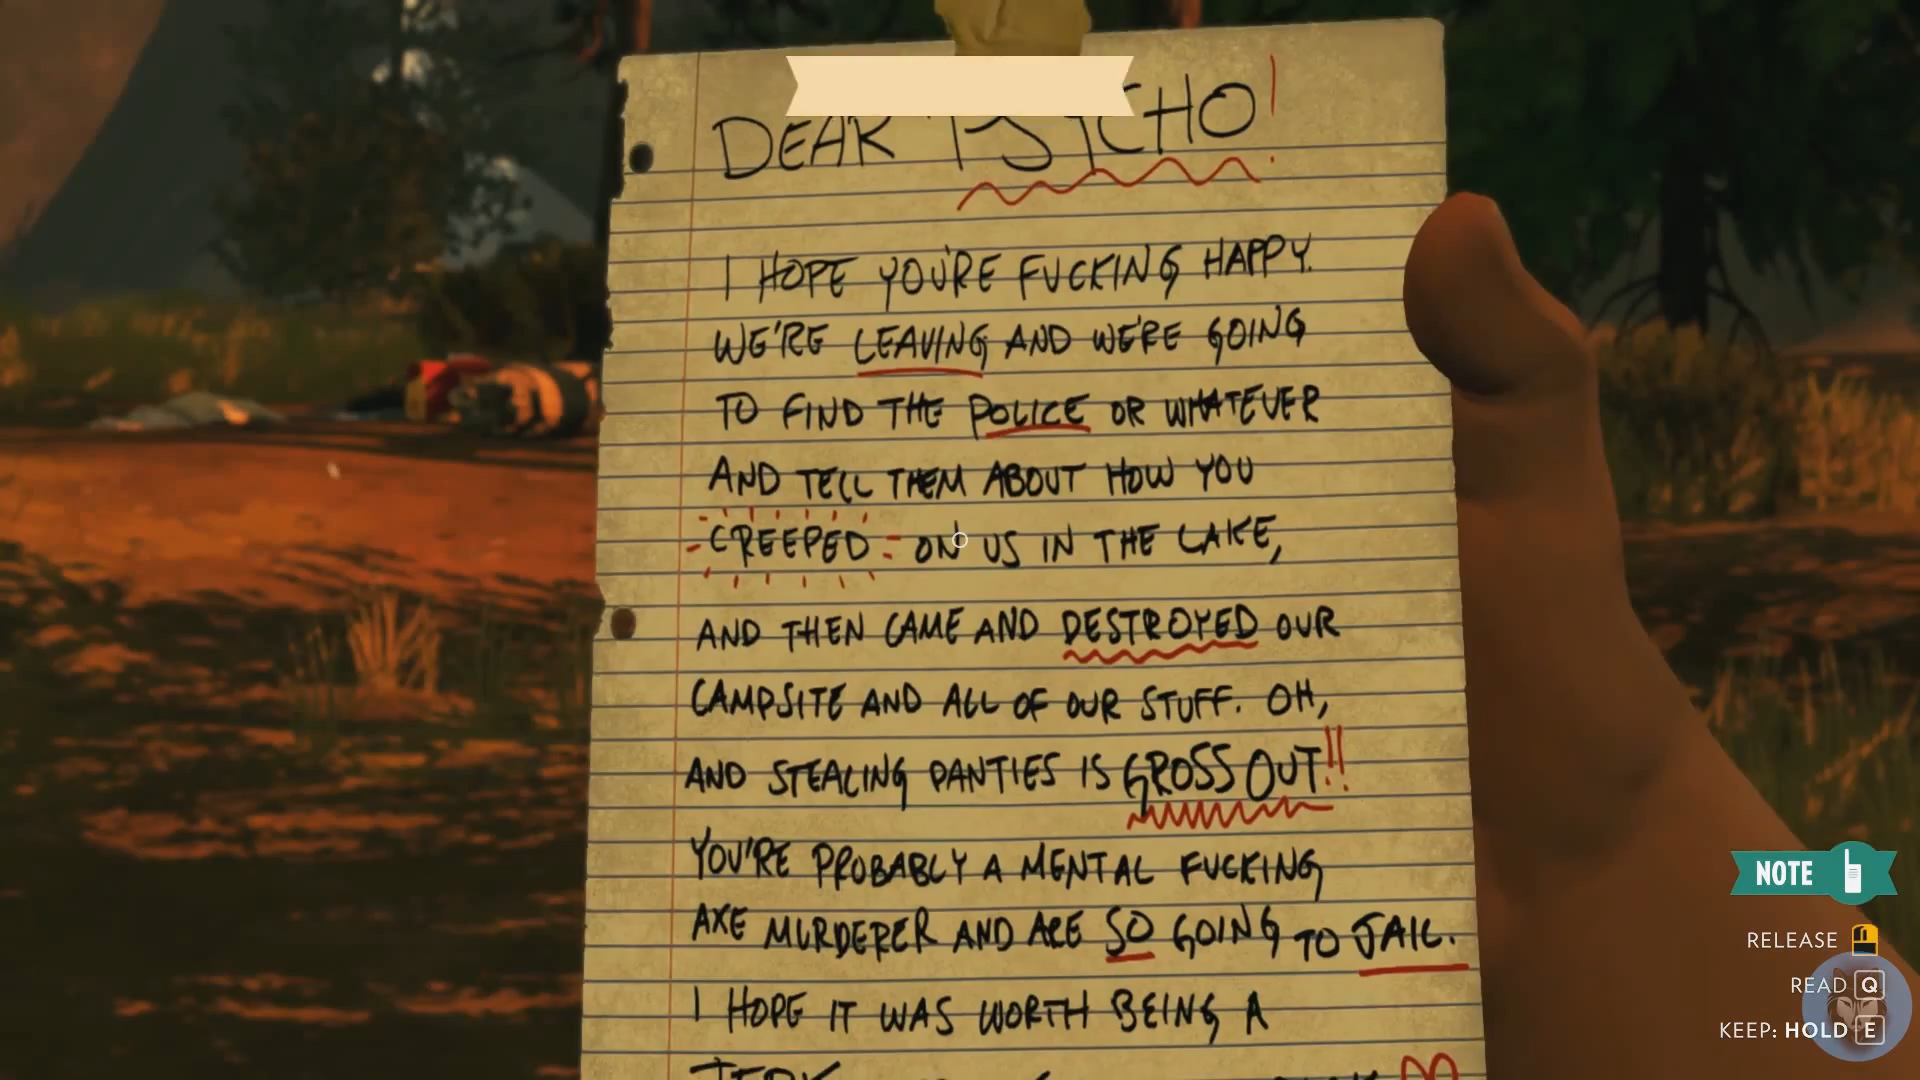 DEAR PSYCHO!
I HOPE YOU'RE FUCKING HAPPY.
WE'RE LEAVING AND WE'RE GOING
TO FIND THE POLICE OR WHATEVER
AND TELL THEM ABOUT HOW YOU
CREEPED ON US IN THE LAKE,
AND THEN CAME AND DESTROYED OUR
CAMPSITE AND ALL OF OUR STUFF. OH,
AND STEALING PANTIES IS GROSS OUT!!
YOU'RE PROBABLY A MENTAL FUCKING
AXE MURDERER AND ARE SO GOING TO JAIL.
I HOPE IT WAS WORTH BEING A
NOTE
RELEASE
READ Q
KEEP: HOLD E